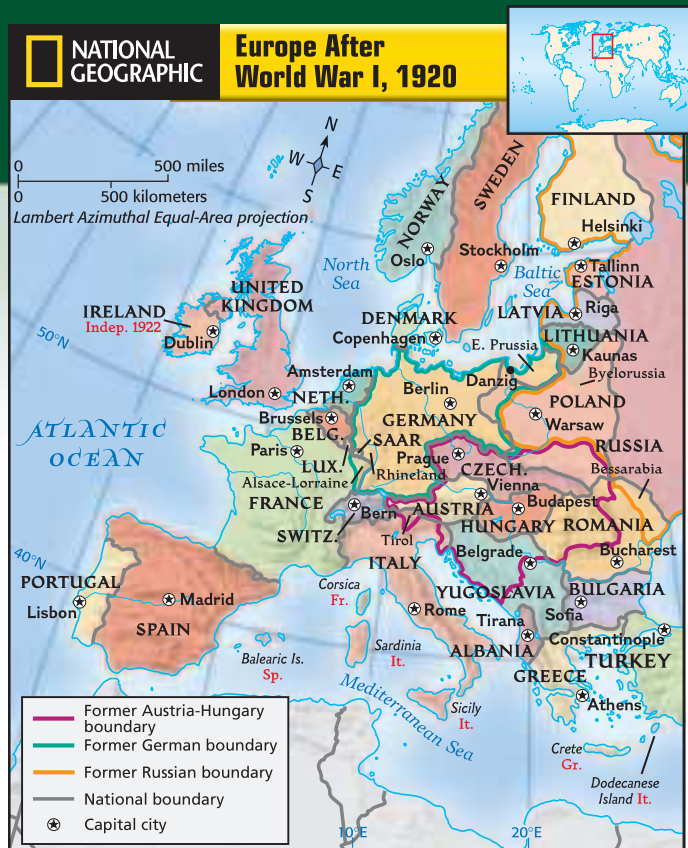 NATIONAL
GEOGRAPHIC
Europe After
World War I, 1920
N
W
E
S
0
500 miles
0
500 kilometers
Lambert Azimuthal Equal-Area projection
NORWAY
SWEDEN
FINLAND
Helsinki
Oslo
Stockholm
North
Sea
Baltic
Sea
Tallinn
ESTONIA
UNITED
KINGDOM
IRELAND
Indep. 1922
Dublin
DENMARK
Copenhagen
LATVIA
Riga
LITHUANIA
E. Prussia
Kaunas
50°N
Amsterdam
Berlin
Danzig
Byelorussia
London
NETH.
POLAND
Brussels
GERMANY
Warsaw
ATLANTIC
OCEAN
BELG.
SAAR
Paris
Prague
RUSSIA
LUX.
Rhineland
CZECH.
Bessarabia
Alsace-Lorraine
Vienna
FRANCE
Bern
AUSTRIA
Budapest
SWITZ.
HUNGARY
ROMANIA
Tirol
40°N
ITALY
Belgrade
Bucharest
PORTUGAL
Corsica
Fr.
YUGOSLAVIA
BULGARIA
Lisbon
Madrid
Rome
Sofia
SPAIN
Tirana
Constantinople
Balearic Is.
Sp.
Sardinia
It.
ALBANIA
TURKEY
GREECE
Mediterranean Sea
Sicily
It.
Athens
Crete
Gr.
Dodecanese
Island It.
Former Austria-Hungary
boundary
Former German boundary
Former Russian boundary
National boundary
Capital city
10°E
20°E